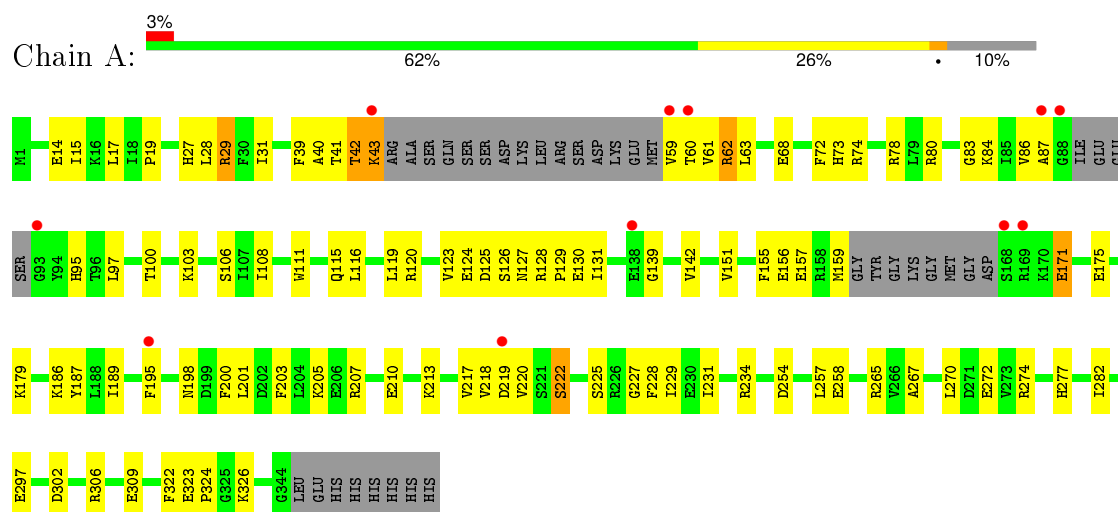 3%
Chain A:
62% 26% • 10%
M1 E14 I15 K16 L17 I18 P19 H27 L28 R29 F30 I31 F39 A40 T41 T42 K43 ARG ALA SER GLN SER SER ASP LYS LEU ARG SER ASP LYS GLU MET V59 T60 V61 R62 L63 E68 F72 H73 R74 R78 L79 R80 G83 K84 I85 V86 A87 G88 ILE GLU GLU
SER G93 Y94 H95 T96 L97 T100 K103 S106 I107 I108 W111 Q115 L116 L119 R120 V123 E124 D125 S126 N127 R128 P129 E130 I131 E138 G139 V142 V151 F155 E156 E157 R158 M159 GLY TYR GLY LYS GLY MET GLY ASP S168 R169 K170 E171 E175
K179 K186 Y187 L188 I189 F195 N198 D199 F200 L201 D202 F203 L204 K205 E206 R207 E210 K213 V217 V218 D219 V220 S221 S222 S225 R226 G227 F228 I229 E230 I231 R234 D254 L257 E258 R265 V266 A267 L270 D271 E272 V273 R274 H277 I282
E297 D302 R306 E309 F322 E323 P324 G325 K326 G344 LEU GLU HIS HIS HIS HIS HIS HIS